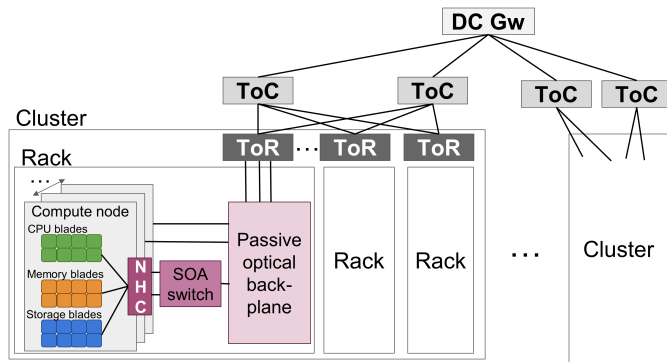 DC Gw
ToC
ToC
ToC
ToC
Cluster
ToR
...
ToR
ToR
Rack
...
Compute node
CPU blades
Memory blades
Storage blades
N
H
C
SOA
switch
Passive
optical
back-
plane
Rack
Rack
...
Cluster